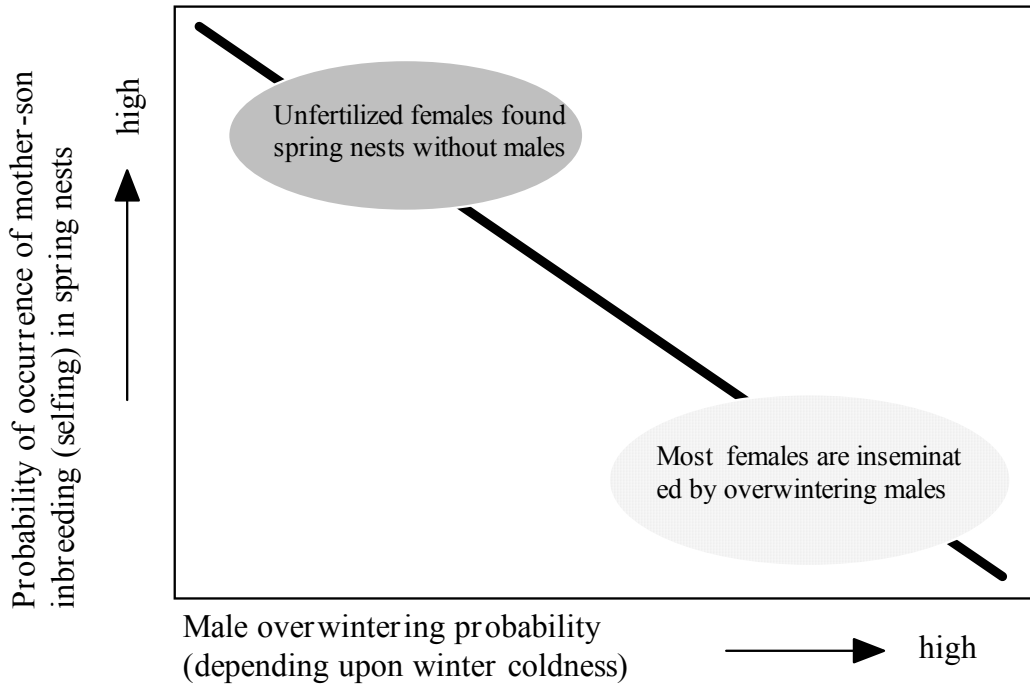 Probability of occurrence of mother-son
inbreeding (selfing) in spring nests
high
Unfertilized females found
spring nests without males
Most females are inseminat
ed by overwintering males
Male overwintering probability
(depending upon winter coldness)
high